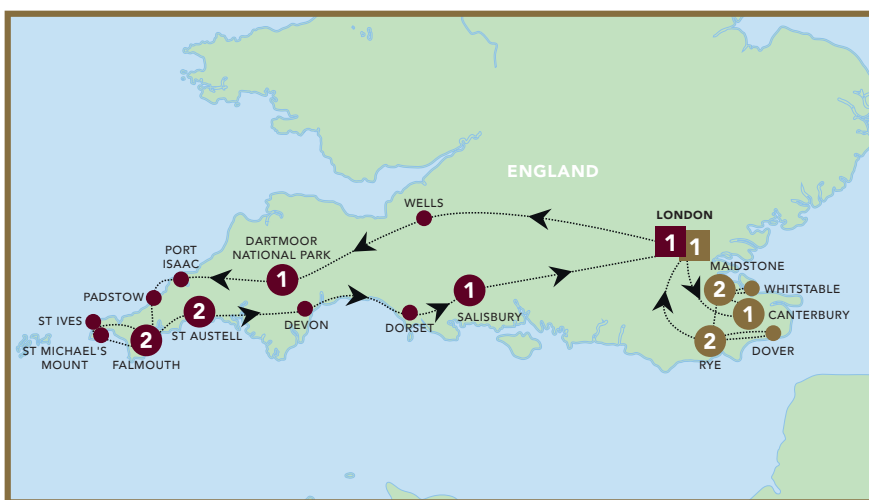 ENGLAND
WELLS
LONDON
1
1
DARTMOOR
NATIONAL PARK
1
PORT
ISAAC
PADSTOW
ST IVES
ST MICHAEL'S
MOUNT
2
FALMOUTH
2
ST AUSTELL
DEVON
DORSET
1
SALISBURY
MAIDSTONE
2
WHITSTABLE
1
CANTERBURY
2
RYE
DOVER